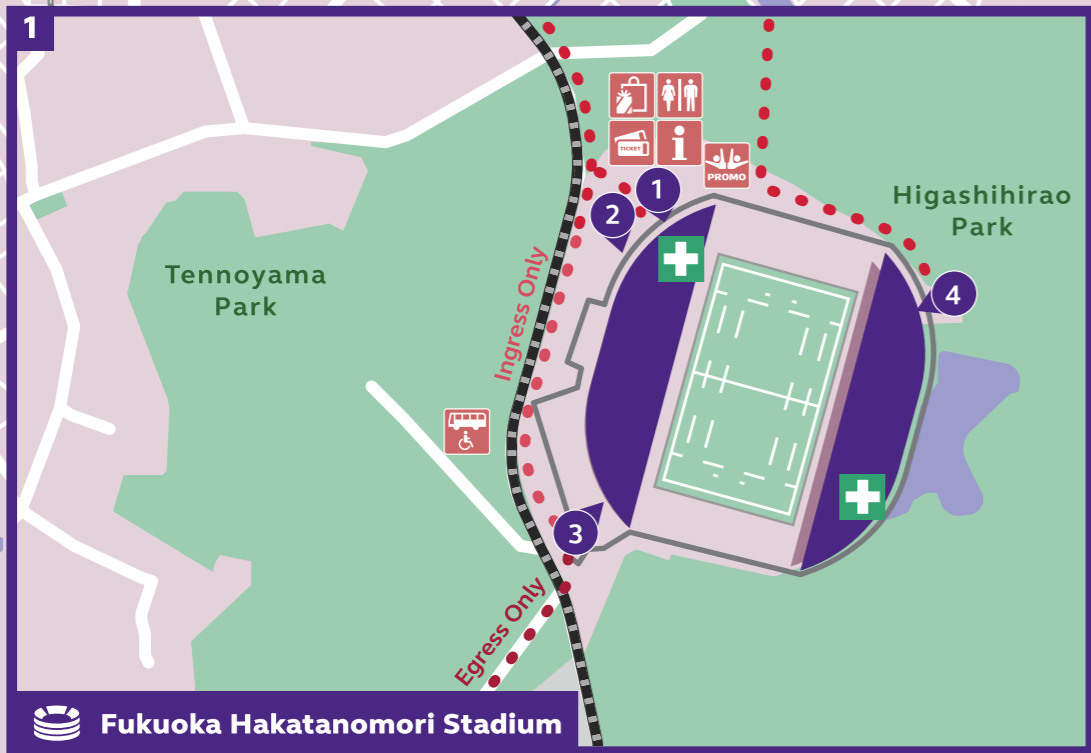 1
TICKET
i
PROMO
1
2
Higashihirao
Park
Tennoyama
Park
Ingress Only
4
3
Egress Only
Fukuoka Hakatanomori Stadium